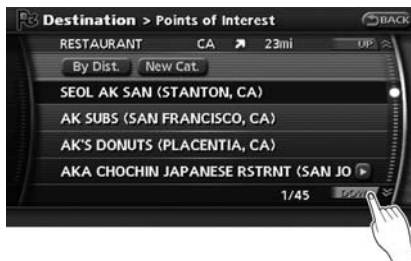 Destination > Points of Interest BACK
RESTAURANT CA 23mi UP
By Dist. New Cat.
SEOL AK SAN (STANTON, CA)
AK SUBS (SAN FRANCISCO, CA)
AK'S DONUTS (PLACENTIA, CA)
AKA CHOCHIN JAPANESE RSTRNT (SAN JO
1/45 DOWN